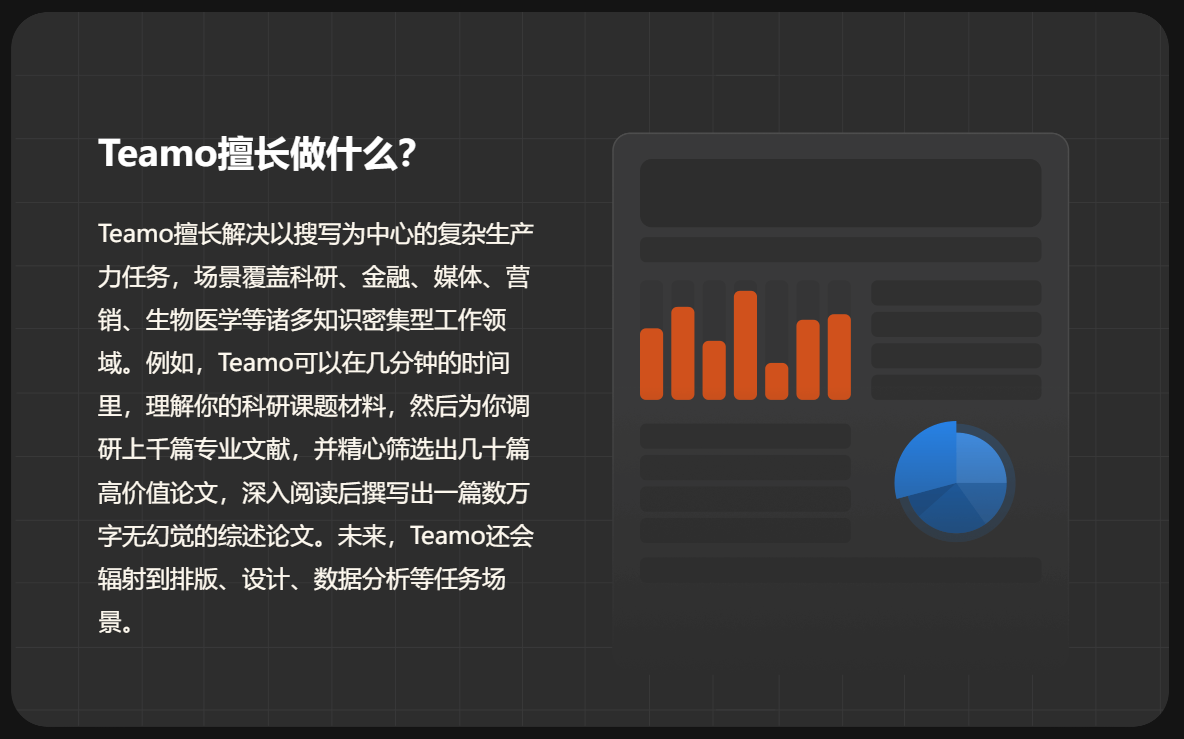 Teamo擅长做什么？
Teamo擅长解决以搜写为中心的复杂生产
力任务，场景覆盖科研、金融、媒体、营
销、生物医学等诸多知识密集型工作领
域。例如，Teamo可以在几分钟的时间
里，理解你的科研课题材料，然后为你调
研上千篇专业文献，并精心筛选出几十篇
高价值论文，深入阅读后撰写出一篇数万
字无幻觉的综述论文。未来，Teamo还会
辐射到排版、设计、数据分析等任务场
景。